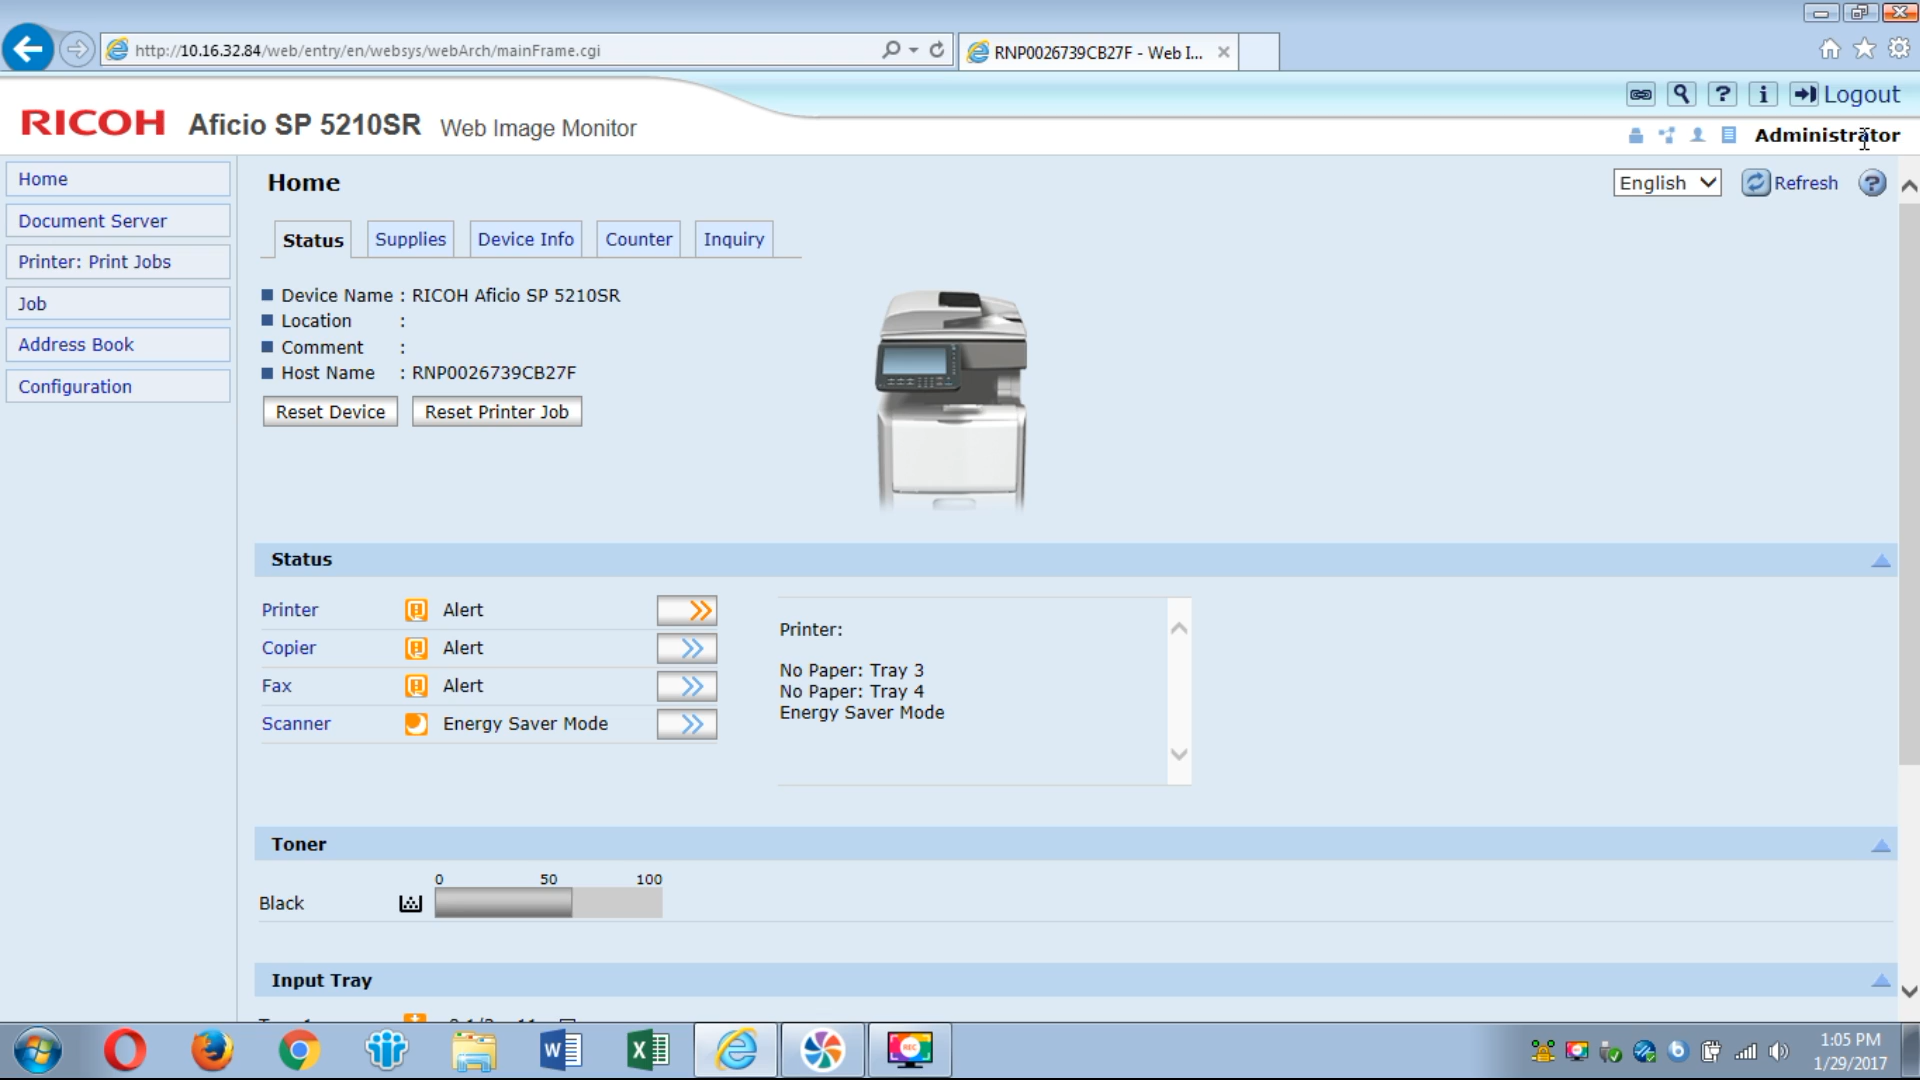 http://10.16.32.84/web/entry/en/websys/webArch/mainFrame.cgi
RNP0026739CB27F - Web I...
Logout
RICOH Aficio SP 5210SR Web Image Monitor
Administrator
Home
Document Server
Printer: Print Jobs
Job
Address Book
Configuration
Home
English
Refresh
Status Supplies Device Info Counter Inquiry
Device Name : RICOH Aficio SP 5210SR
Location :
Comment :
Host Name : RNP0026739CB27F
Reset Device Reset Printer Job
Status
Printer Alert
Copier Alert
Fax Alert
Scanner Energy Saver Mode
Printer:
No Paper: Tray 3
No Paper: Tray 4
Energy Saver Mode
Toner
0 50 100
Black
Input Tray
1:05 PM
1/29/2017